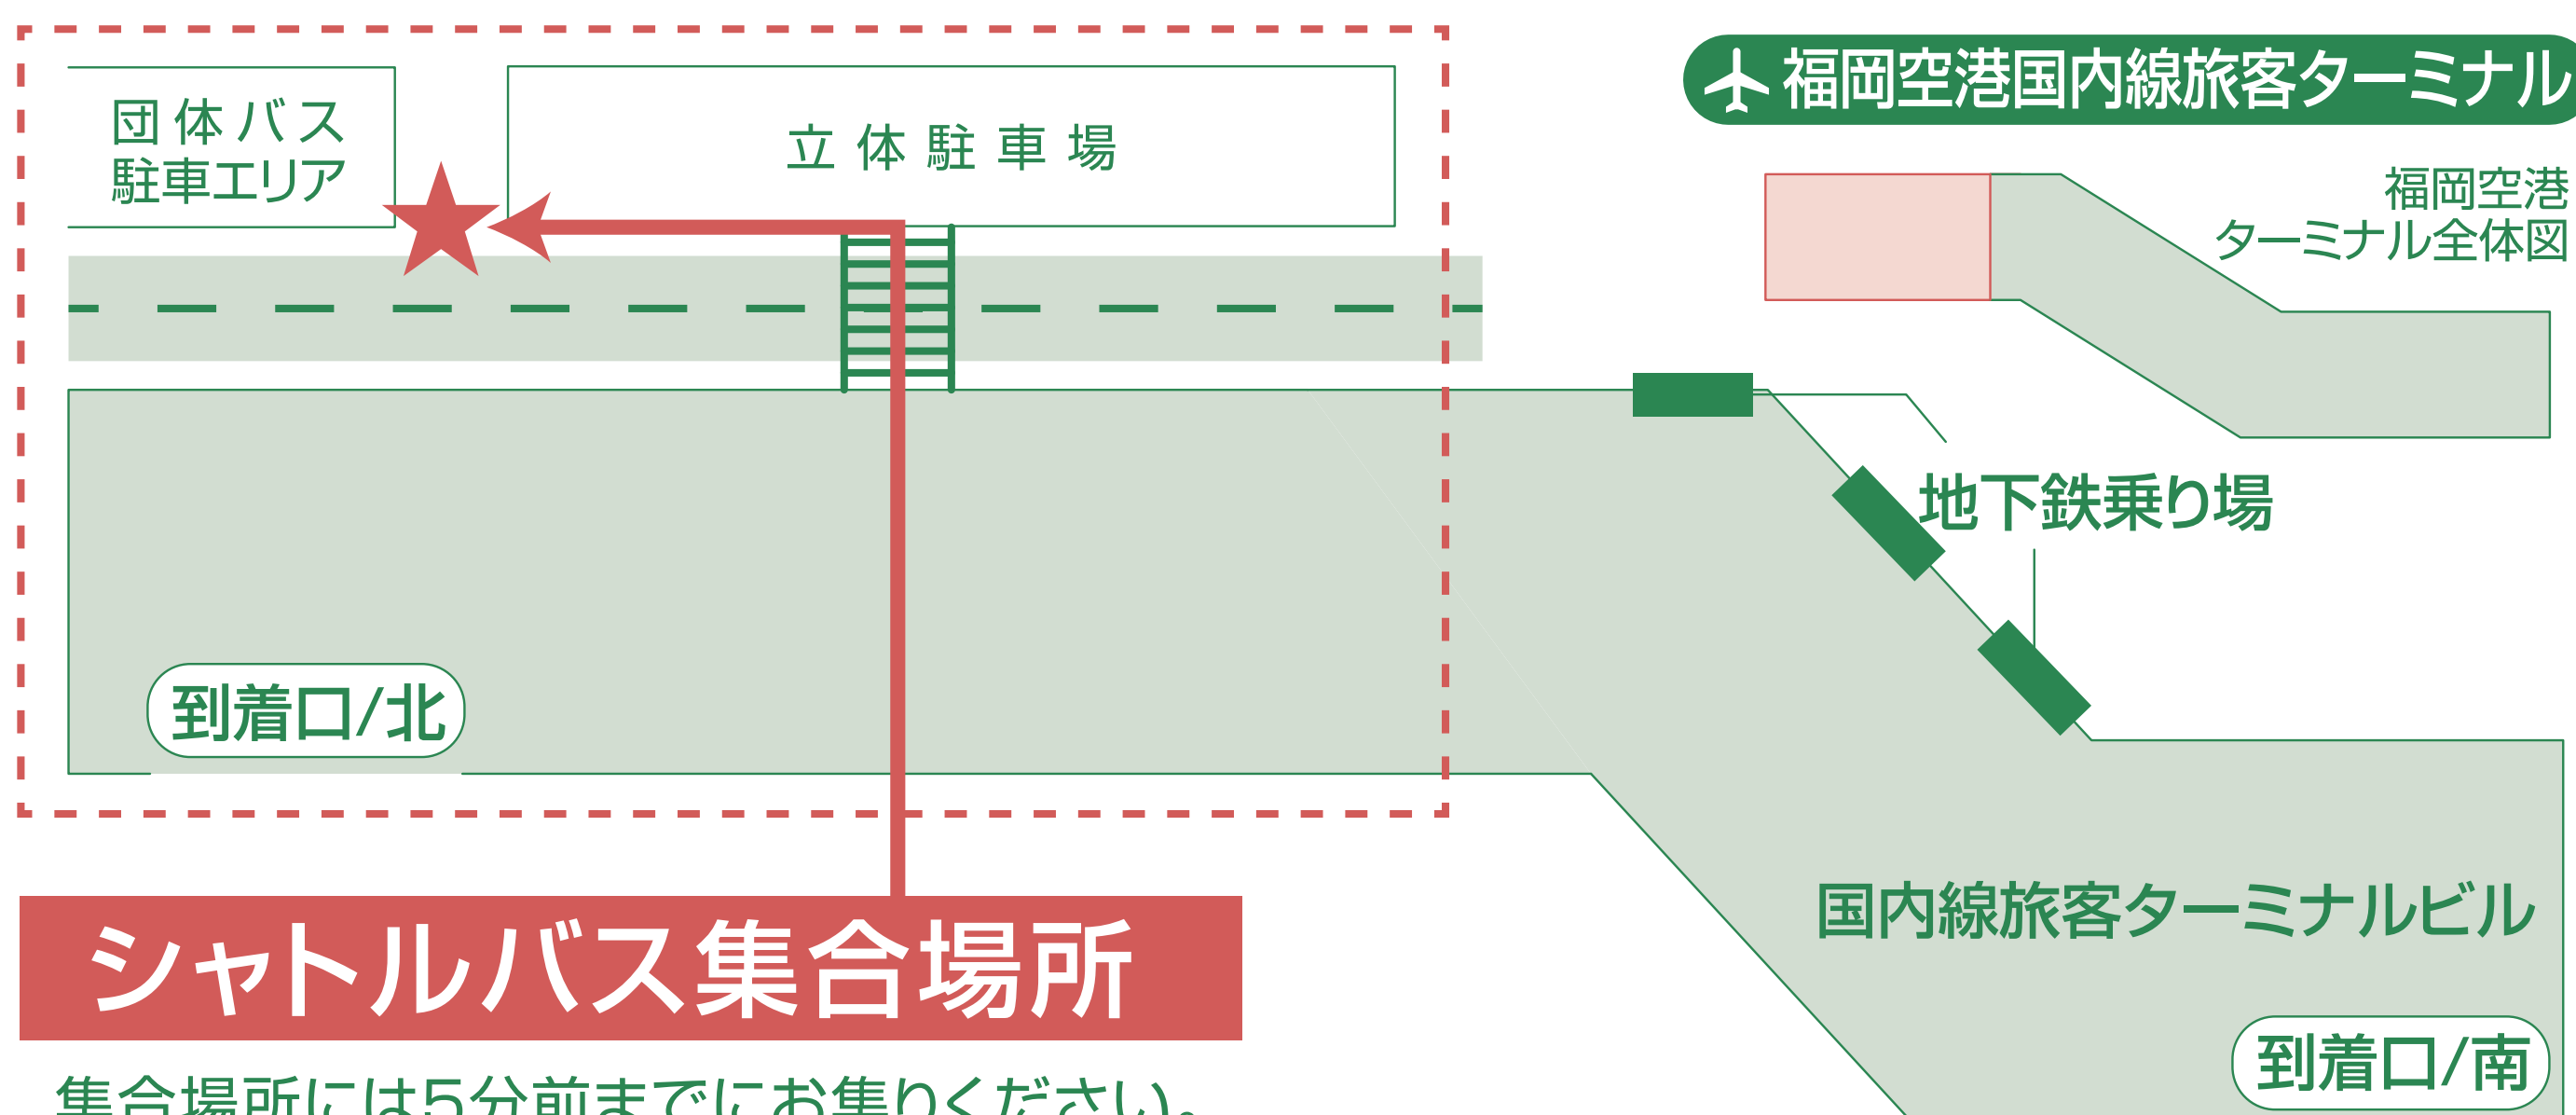 福岡空港国内線旅客ターミナル
団体バス
駐車エリア
立体駐車場
福岡空港
ターミナル全体図
地下鉄乗り場
到着口/北
国内線旅客ターミナルビル
シャトルバス集合場所
到着口/南
集合場所には5分前までにお集りください。